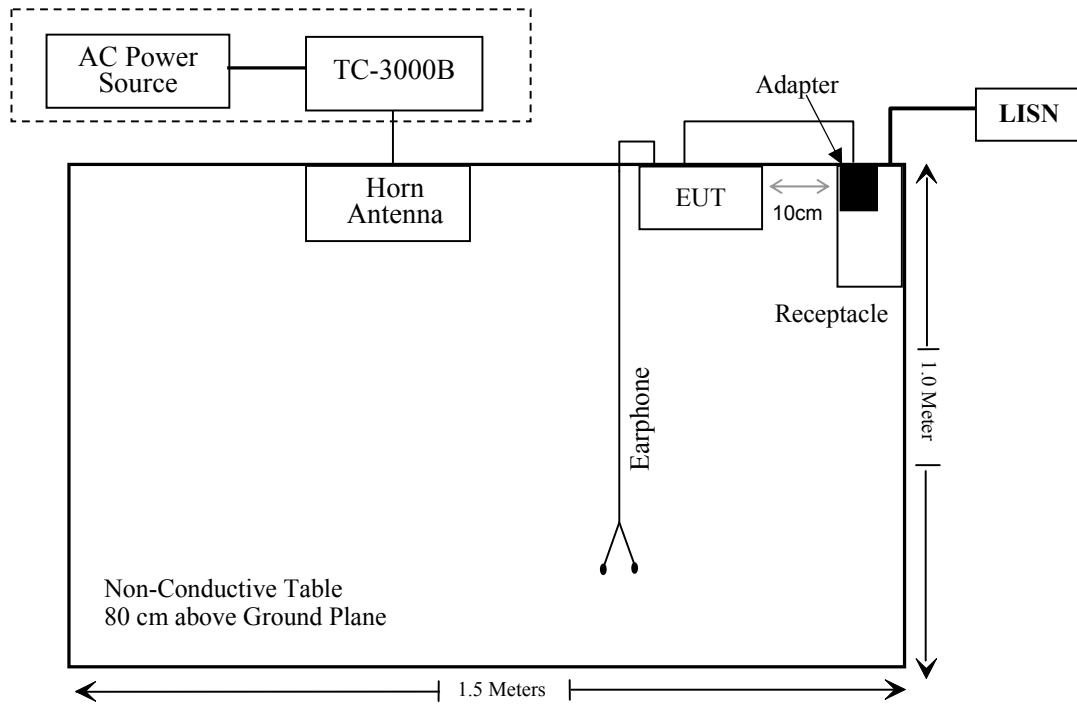 AC Power
Source
TC-3000B
Adapter
LISN
Horn
Antenna
EUT
10cm
Receptacle
1.0 Meter
Earphone
Non-Conductive Table
80 cm above Ground Plane
1.5 Meters